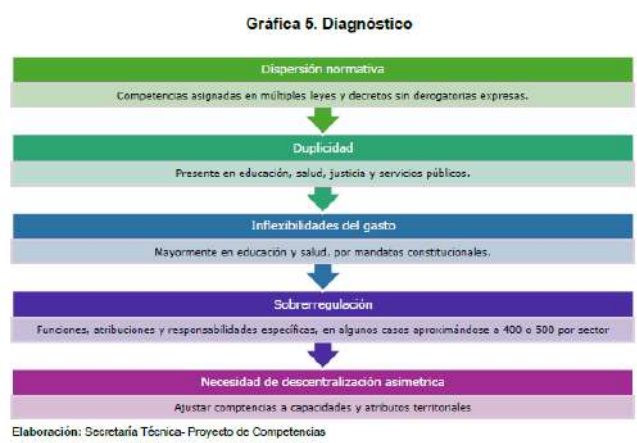 Gráfica 5. Diagnóstico
Dispersión normativa
Competencias asignadas en múltiples leyes y decretos sin derogatorias expresas.
Duplicidad
Presente en educación, salud, justicia y servicios públicos.
Inflexibilidades del gasto
Mayormente en educación y salud. por mandatos constitucionales.
Sobrerregulación
Funciones, atribuciones y responsabilidades específicas, en algunos casos aproximándose a 400 o 500 por sector
Necesidad de descentralización asimetrica
Ajustar comptencias a capacidades y atributos territoriales
Elaboración: Secretaría Técnica- Proyecto de Competencias